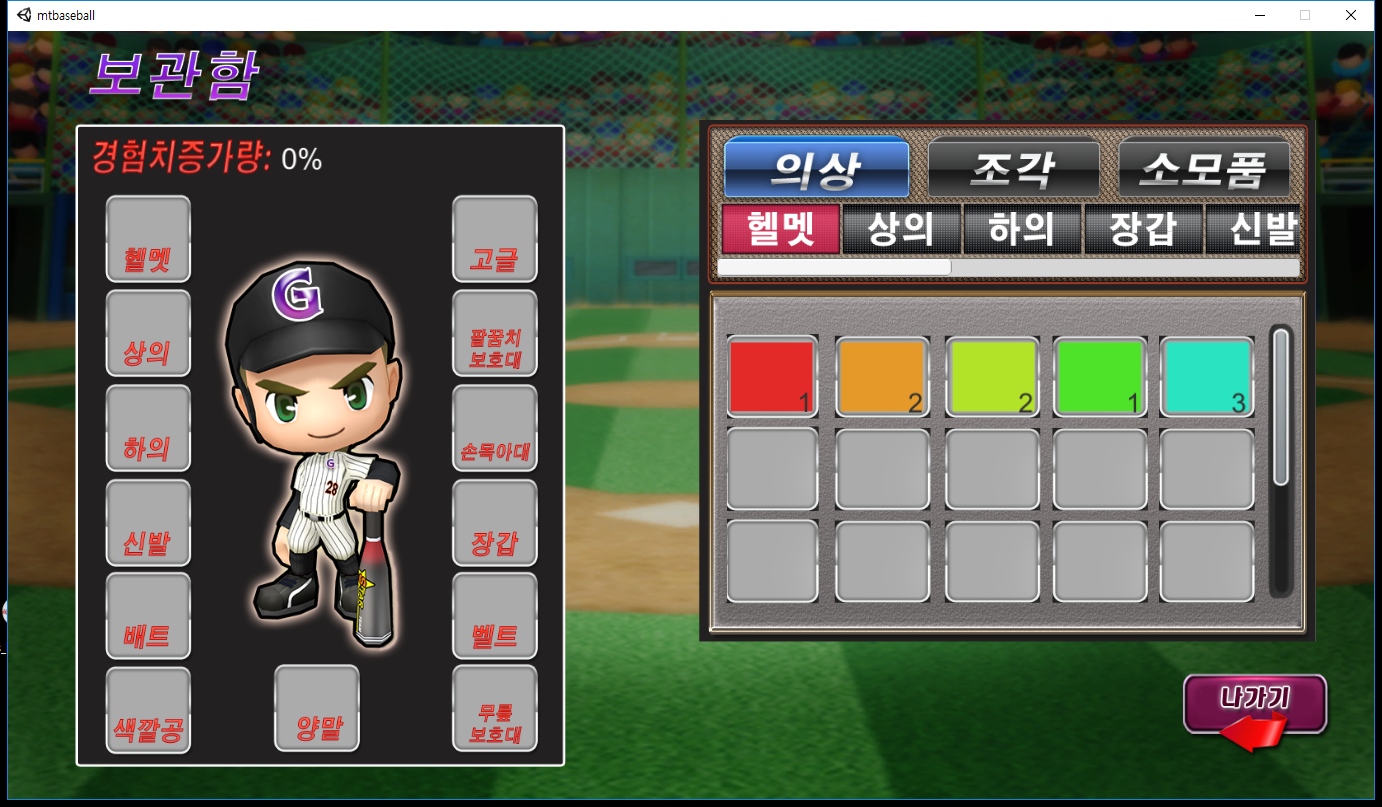 mtbaseball
보관함
경험치증가량: 0%
헬멧
상의
하의
신발
배트
색깔공
고글
팔꿈치
보호대
손목아대
장갑
벨트
무릎
보호대
양말
G
G
28
의상 조각 소모품
헬멧 상의 하의 장갑 신발
1 2 2 1 3
나가기